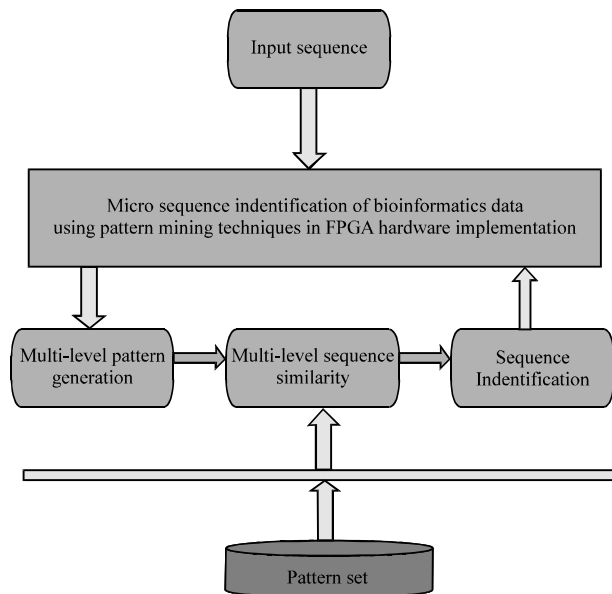 Input sequence
Micro sequence indentification of bioinformatics data
using pattern mining techniques in FPGA hardware implementation
Multi-level pattern
generation
Multi-level sequence
similarity
Sequence
Indentification
Pattern set